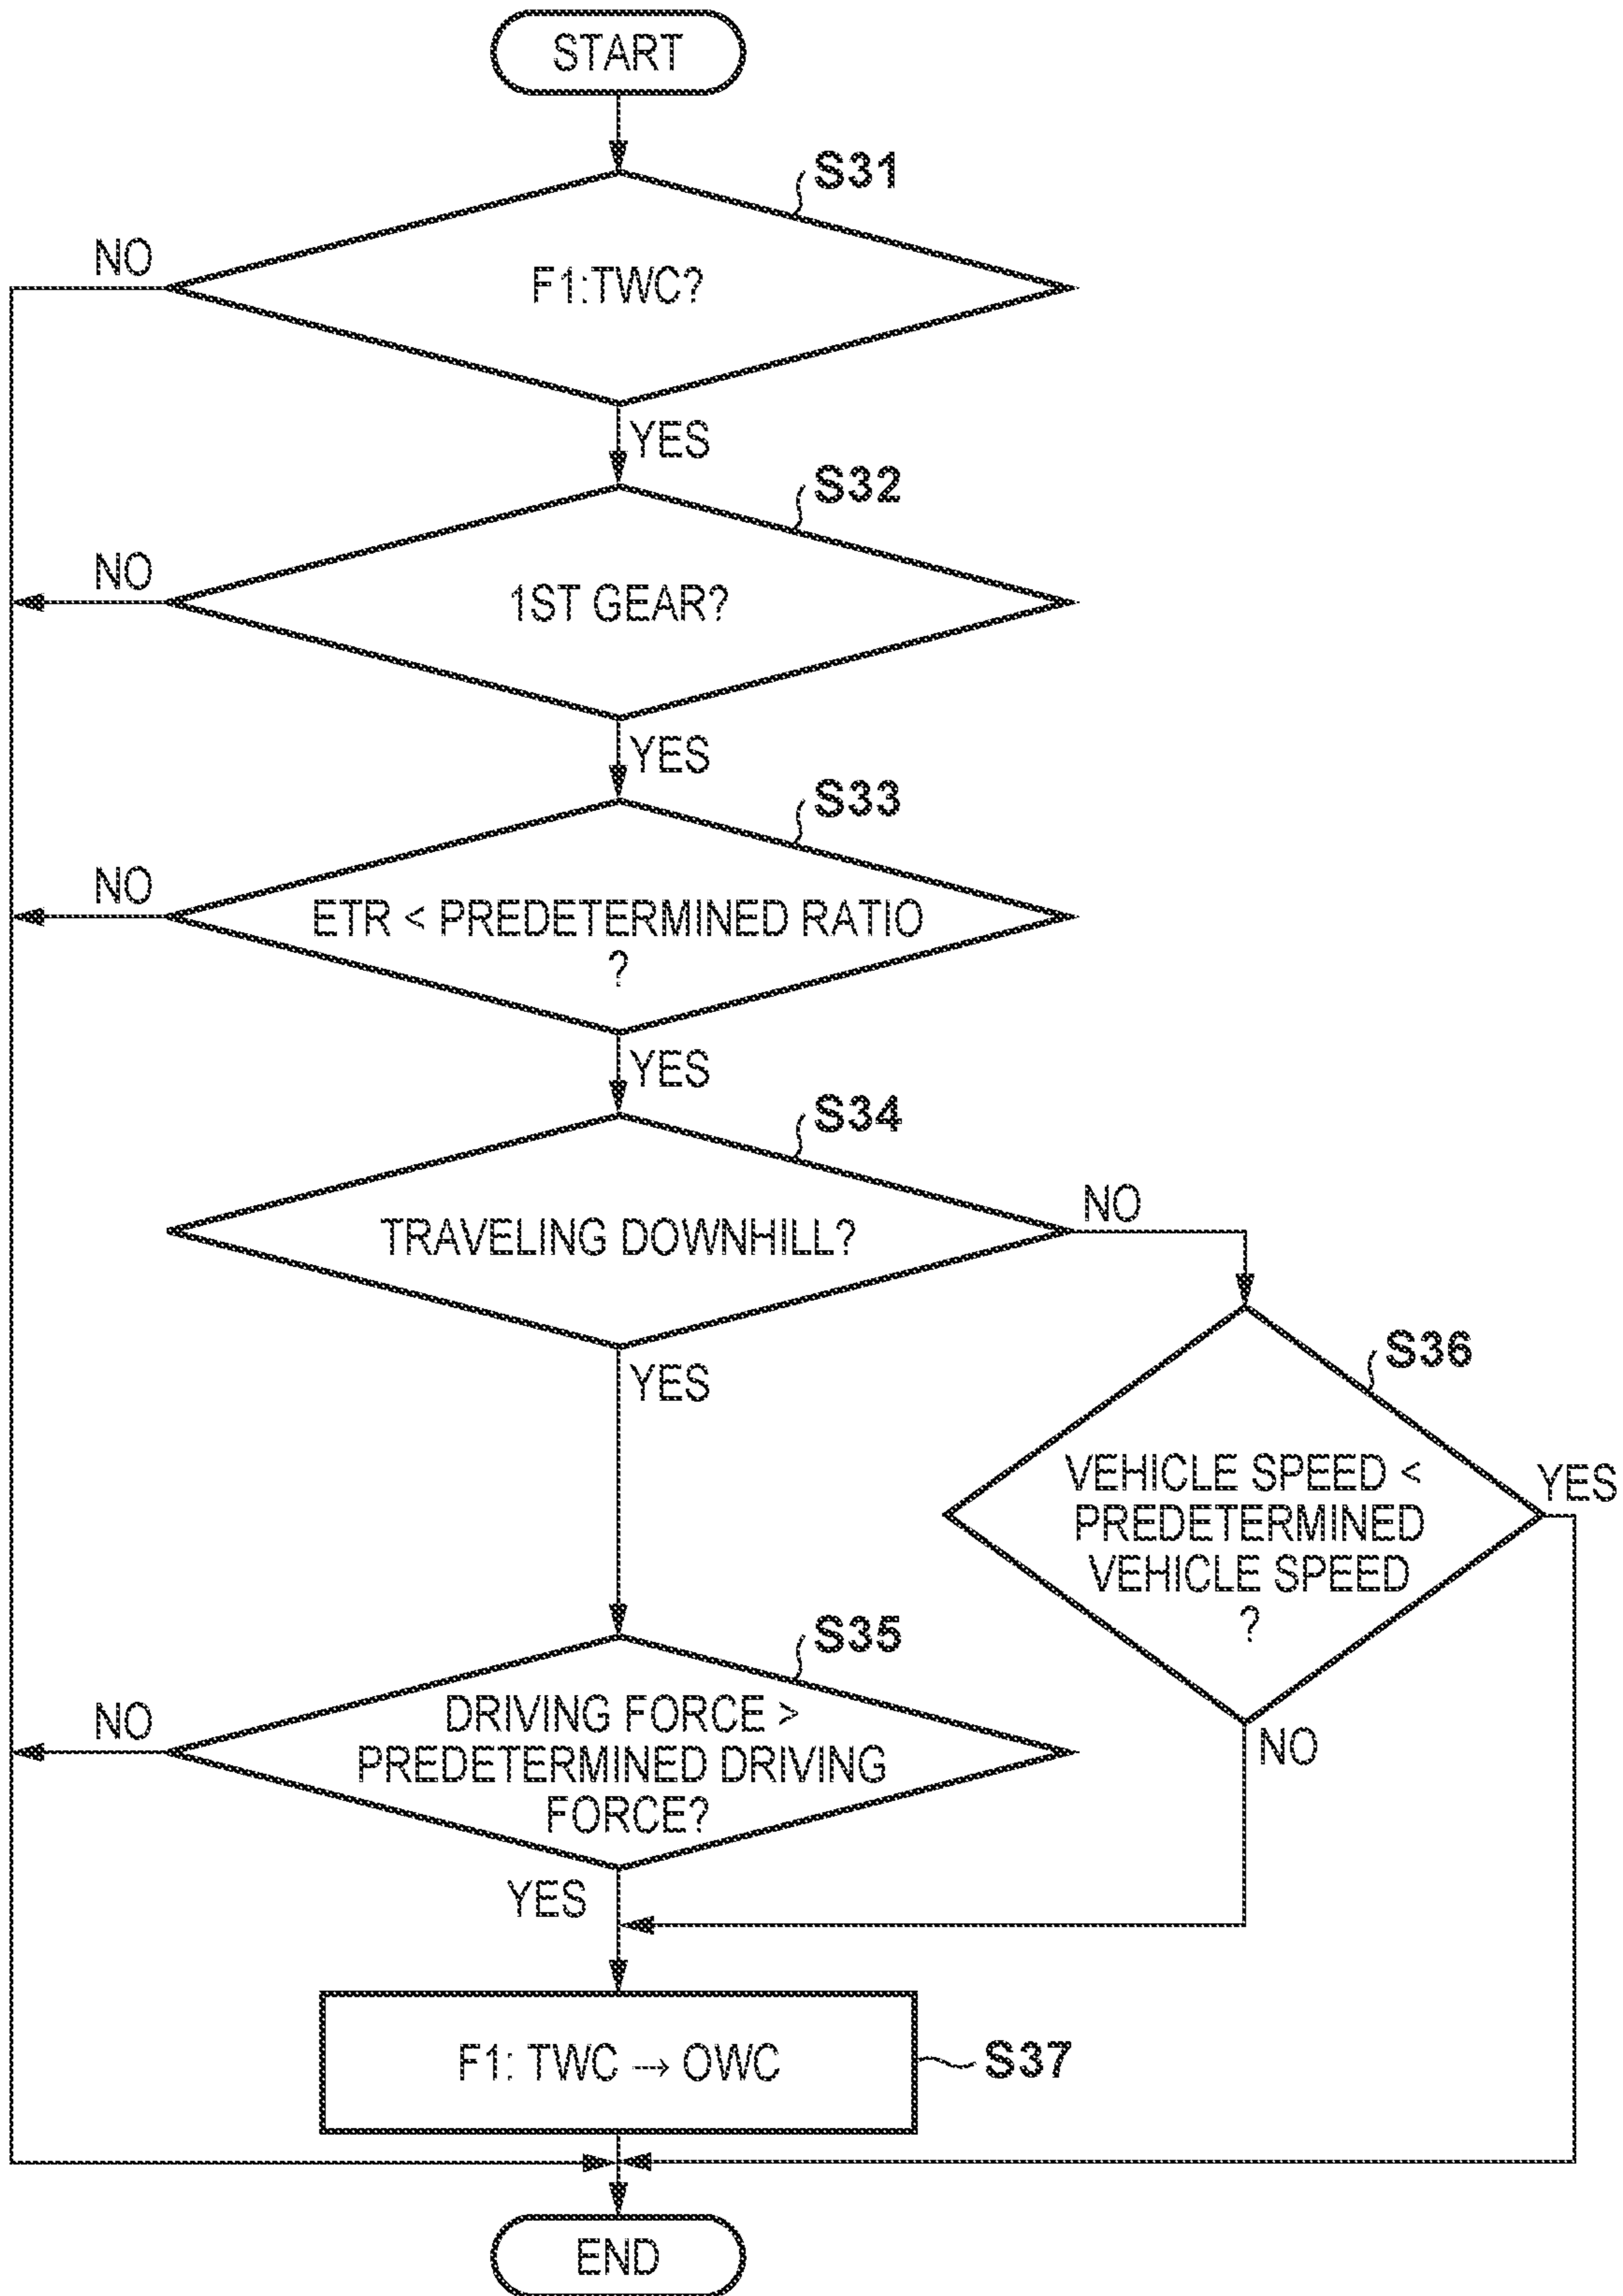 START
S31
NO
F1:TWC?
YES
S32
NO
1ST GEAR?
YES
S33
NO
ETR < PREDETERMINED RATIO
?
YES
S34
NO
TRAVELING DOWNHILL?
YES
S36
VEHICLE SPEED <
PREDETERMINED
VEHICLE SPEED
?
YES
NO
S35
NO
DRIVING FORCE >
PREDETERMINED DRIVING
FORCE?
YES
F1: TWC → OWC
S37
END